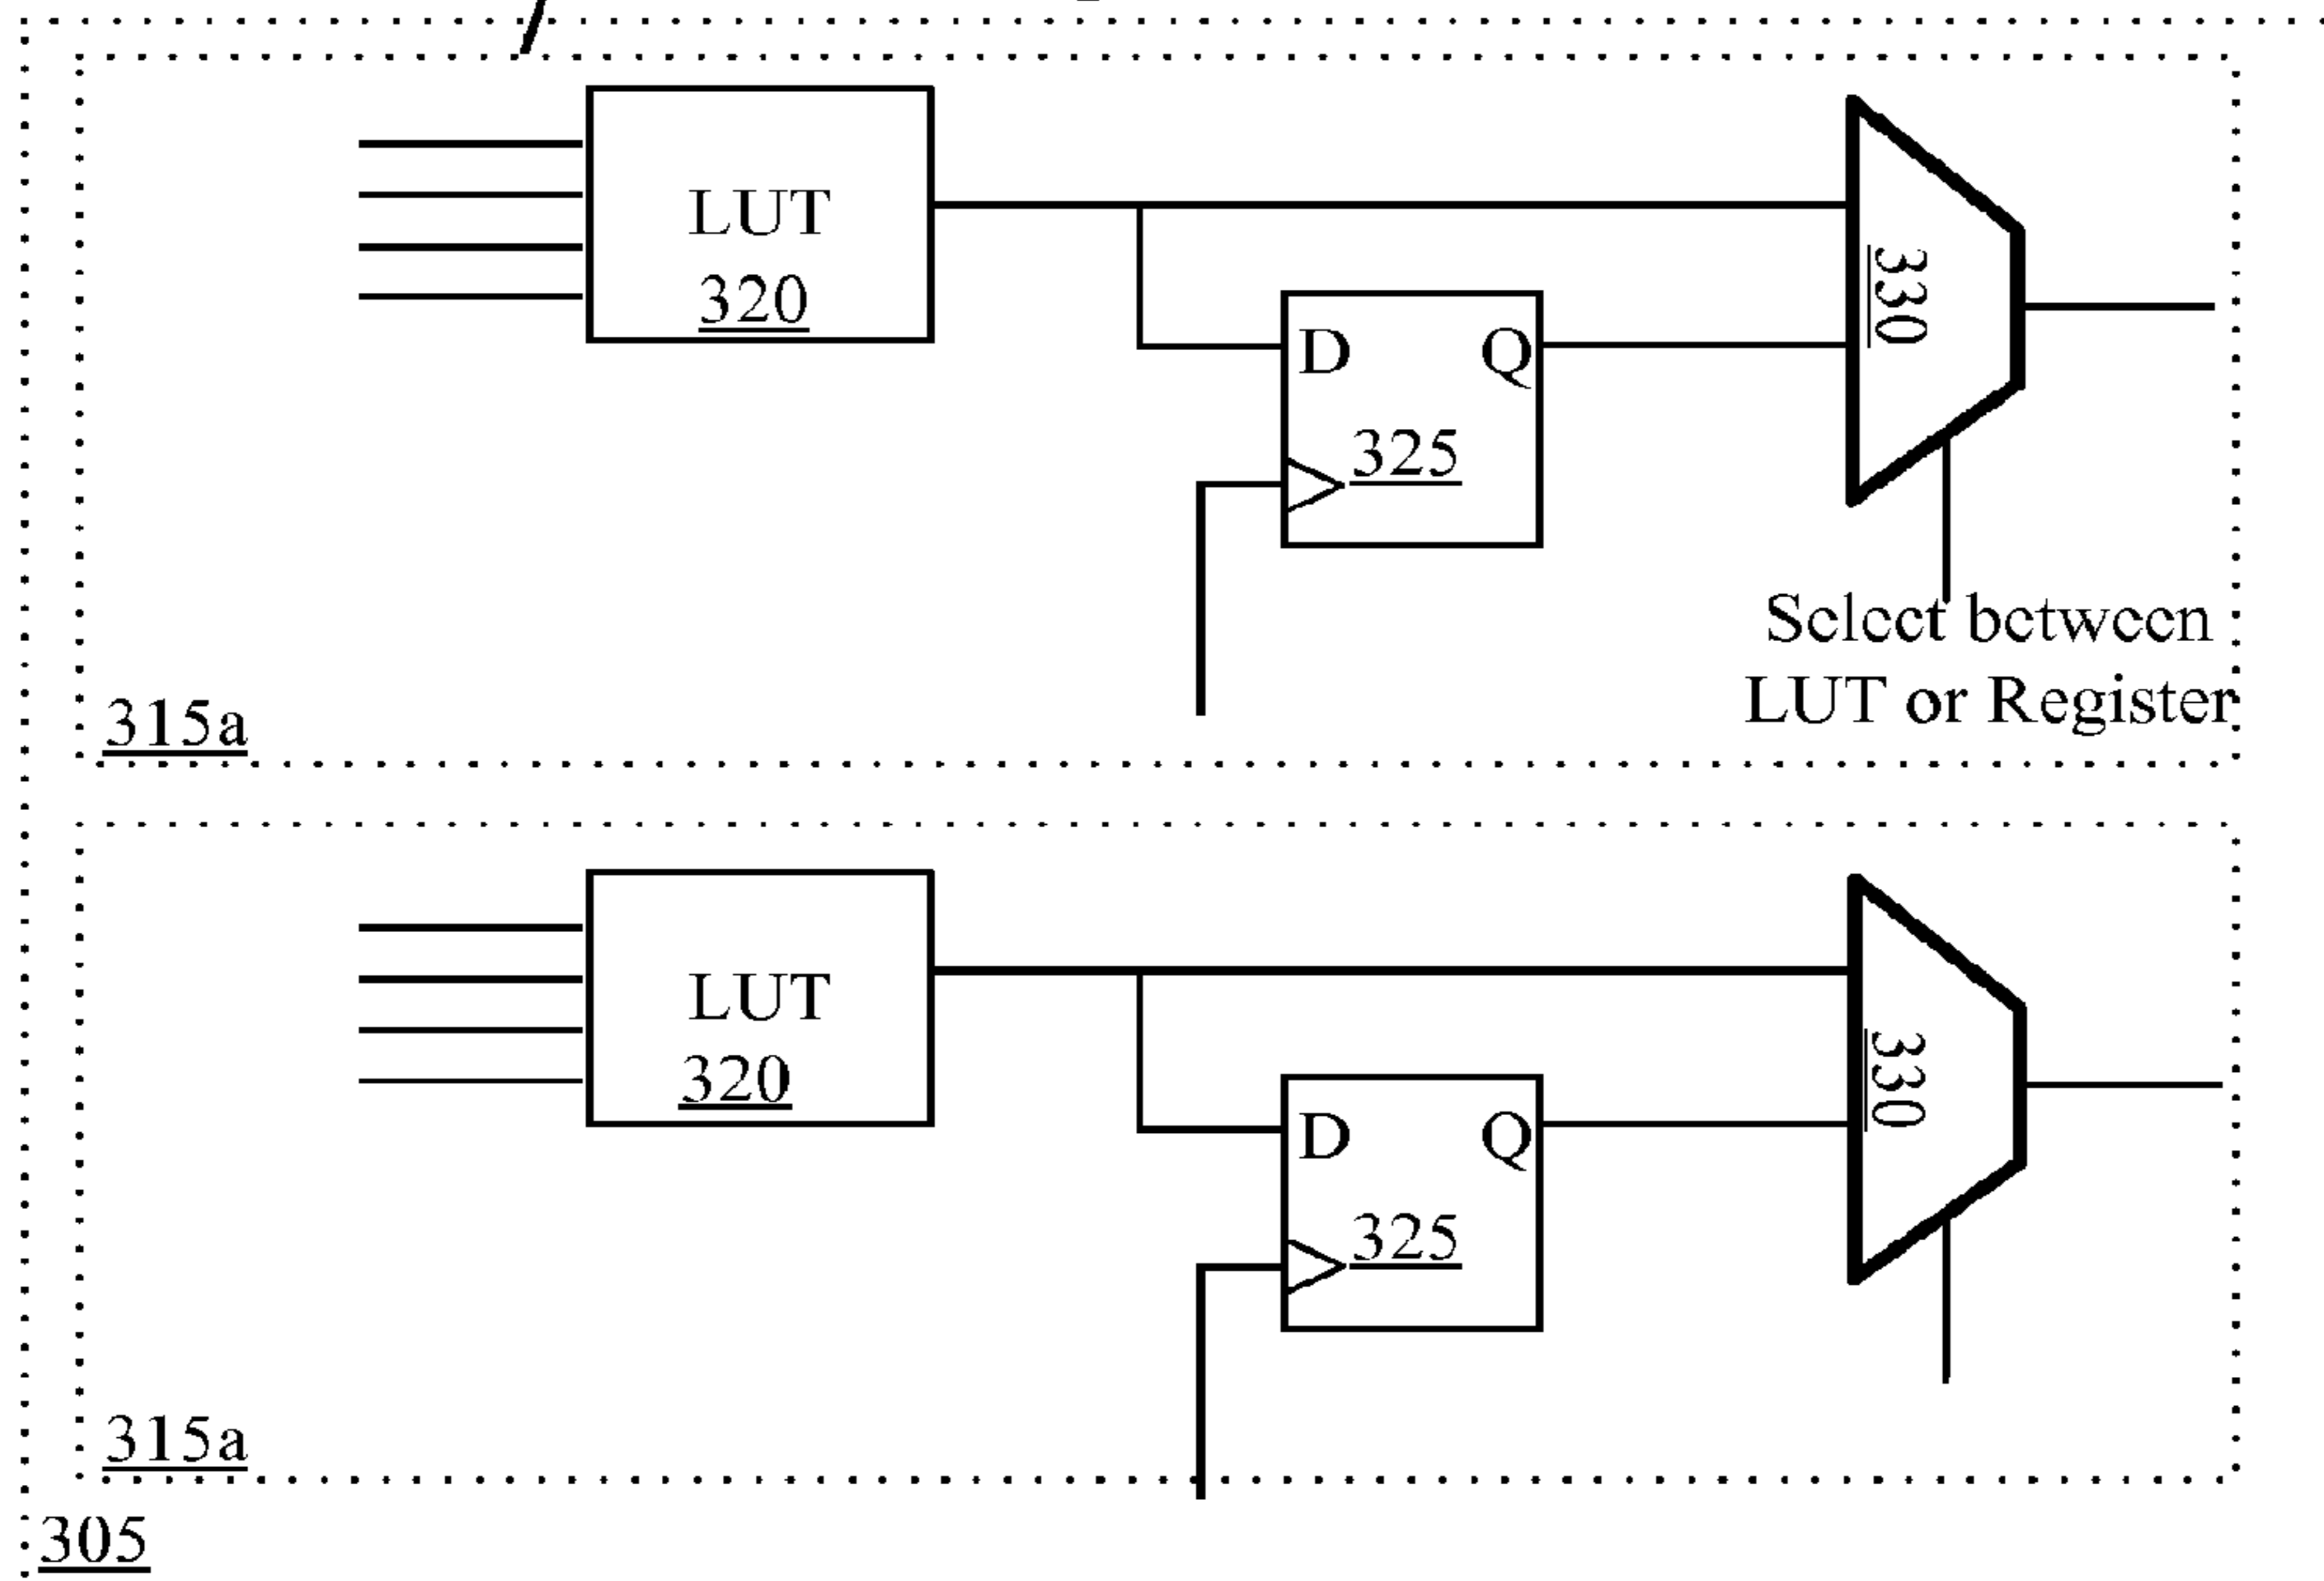 LUT
320
330
D Q
325
Select between
LUT or Register
315a
LUT
320
330
D Q
325
315a
305